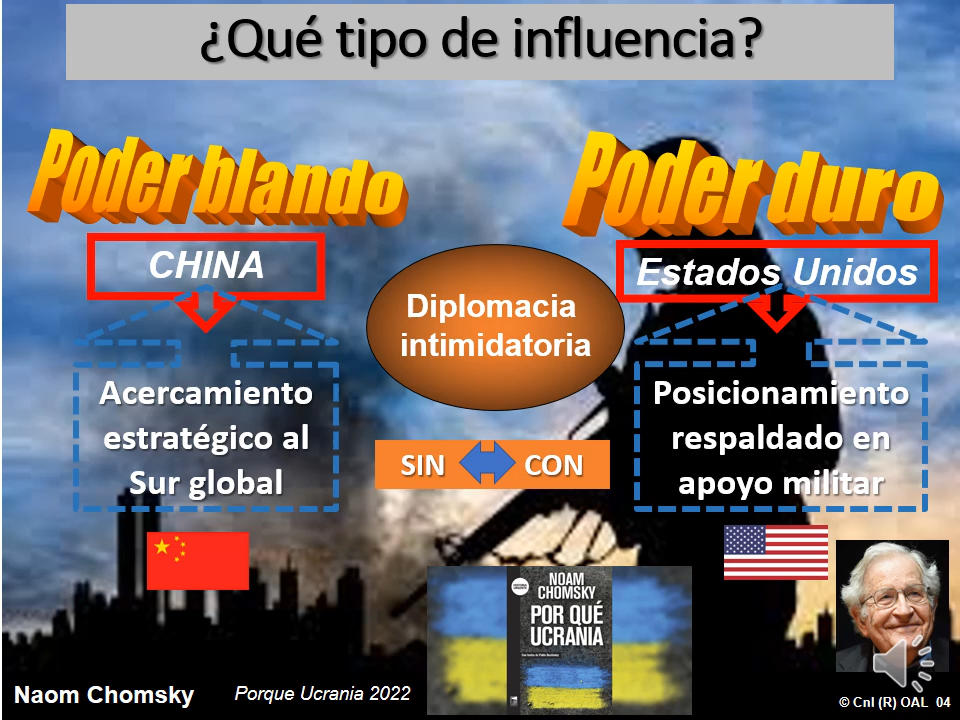 ¿Qué tipo de influencia?
Poder blando
Poder duro
CHINA
Estados Unidos
Diplomacia
intimidatoria
Acercamiento
estratégico al
Sur global
Posicionamiento
respaldado en
apoyo militar
SIN
CON
NOAM
CHOMSKY
POR QUÉ
UCRANIA
Naom Chomsky
Porque Ucrania 2022
© Cnl (R) OAL 04